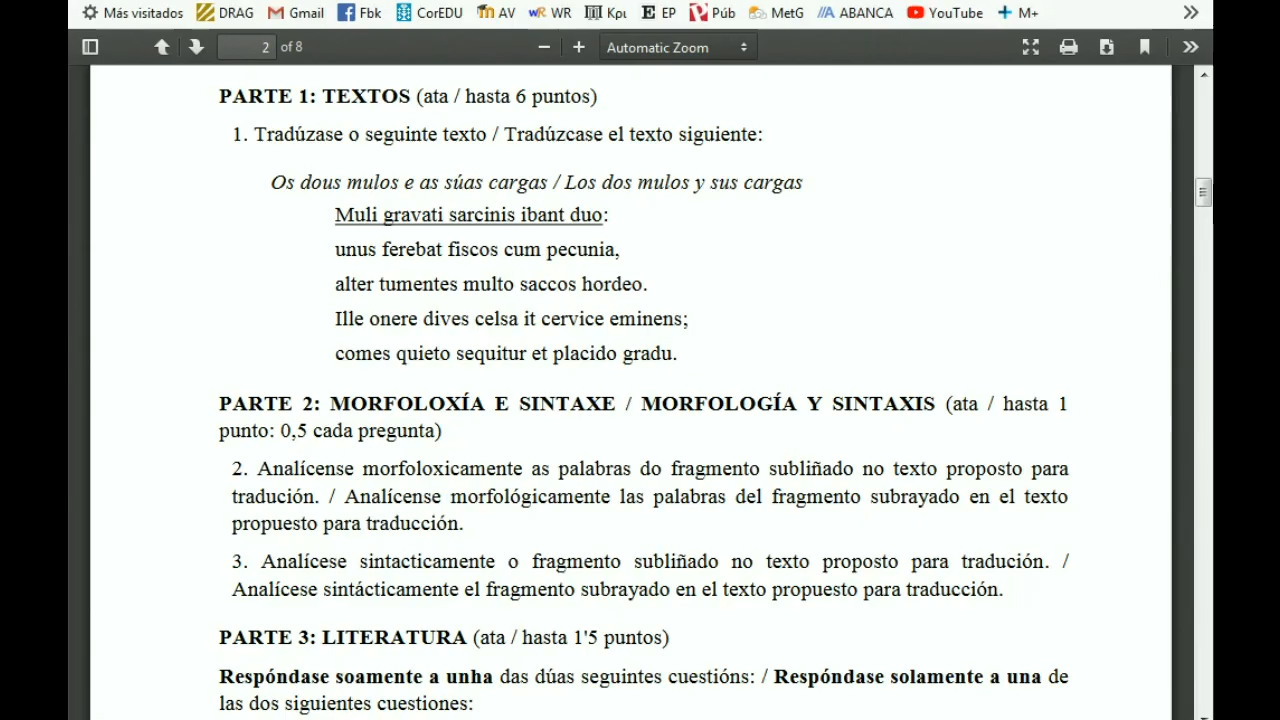 Más visitados DRAG Gmail Fbk CorEDU AV WR Κρι EP Púb MetG ABANCA YouTube M+
2 of 8 Automatic Zoom
PARTE 1: TEXTOS (ata / hasta 6 puntos)
1. Tradúzase o seguinte texto / Tradúzcase el texto siguiente:
Os dous mulos e as súas cargas / Los dos mulos y sus cargas
Muli gravati sarcinis ibant duo:
unus ferebat fiscos cum pecunia,
alter tumentes multo saccos hordeo.
Ille onere dives celsa it cervice eminens;
comes quieto sequitur et placido gradu.
PARTE 2: MORFOLOXÍA E SINTAXE / MORFOLOGÍA Y SINTAXIS (ata / hasta 1
punto: 0,5 cada pregunta)
2. Analícense morfoloxicamente as palabras do fragmento subliñado no texto proposto para
tradución. / Analícense morfológicamente las palabras del fragmento subrayado en el texto
propuesto para traducción.
3. Analícese sintacticamente o fragmento subliñado no texto proposto para tradución. /
Analícese sintácticamente el fragmento subrayado en el texto propuesto para traducción.
PARTE 3: LITERATURA (ata / hasta 1'5 puntos)
Respóndase soamente a unha das dúas seguintes cuestións: / Respóndase solamente a una de
las dos siguientes cuestiones: